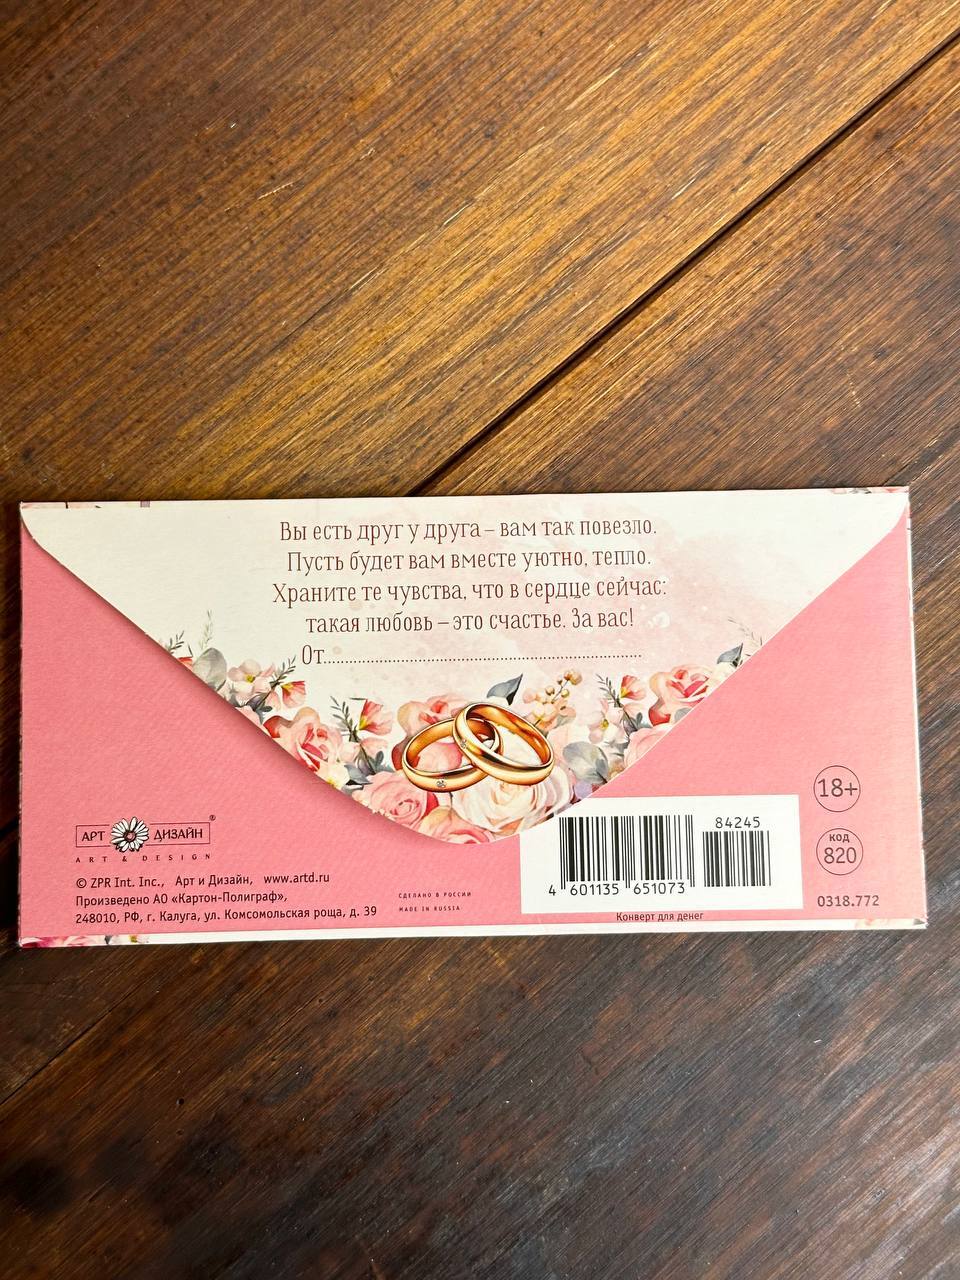 Вы есть друг у друга – вам так повезло.
Пусть будет вам вместе уютно, тепло.
Храните те чувства, что в сердце сейчас:
такая любовь – это счастье. За вас!
От................................................................
АРТ ДИЗАЙН ®
ART & DESIGN
© ZPR Int. Inc., Арт и Дизайн, www.artd.ru
Произведено АО «Картон-Полиграф»,
248010, РФ, г. Калуга, ул. Комсомольская роща, д. 39
СДЕЛАНО В РОССИИ
MADE IN RUSSIA
84245
4 601135 651073
Конверт для денег
18+
код
820
0318.772